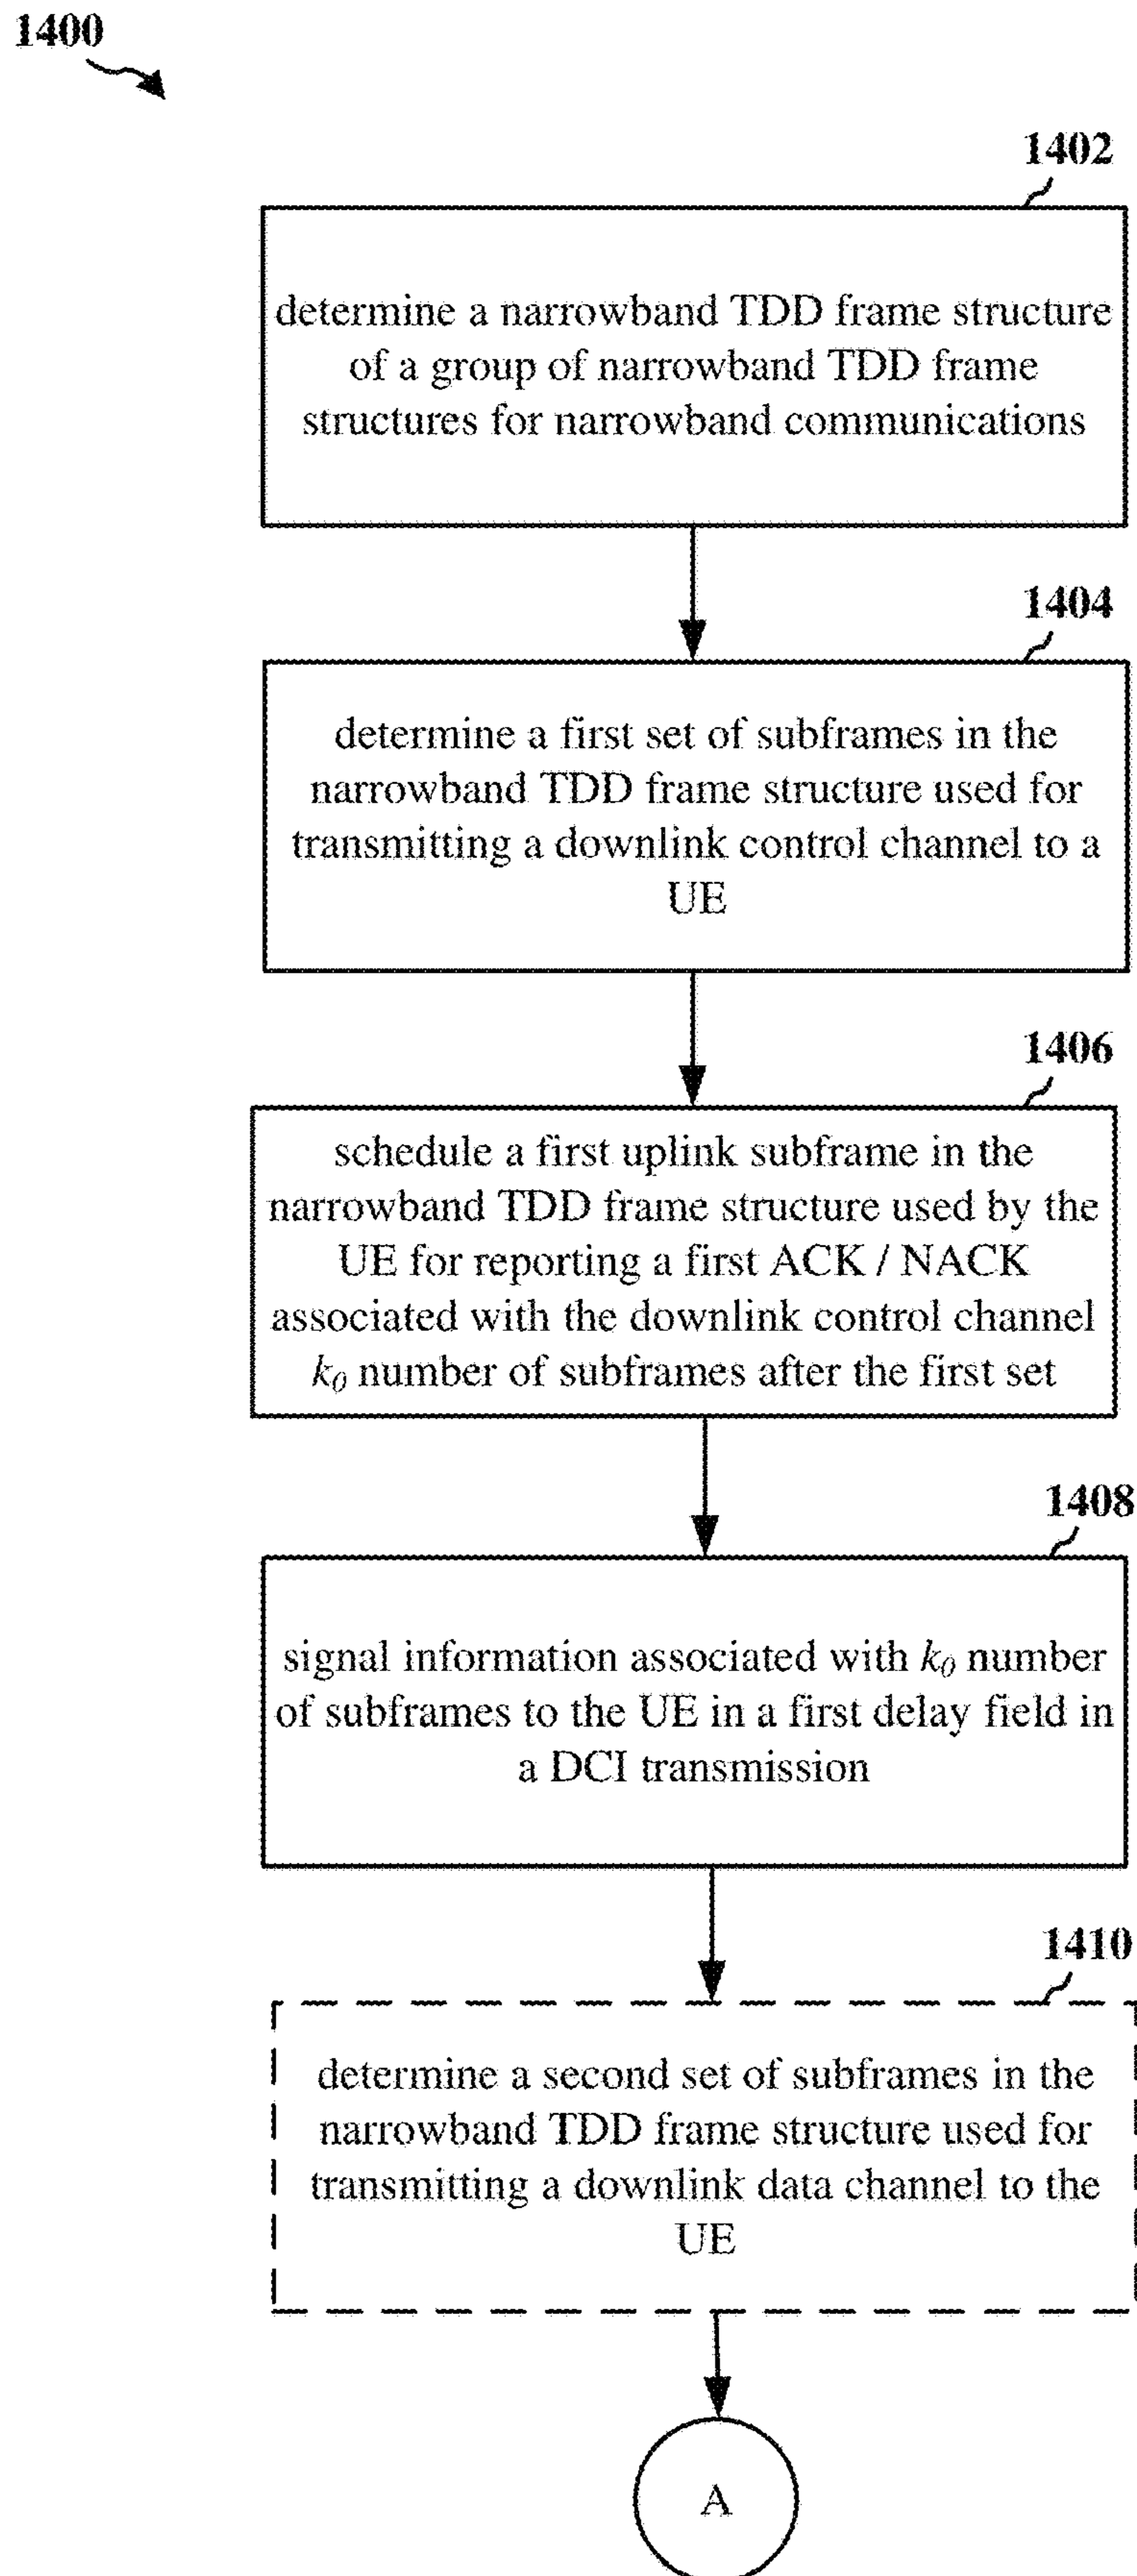 1400
1402
determine a narrowband TDD frame structure
of a group of narrowband TDD frame
structures for narrowband communications
1404
determine a first set of subframes in the
narrowband TDD frame structure used for
transmitting a downlink control channel to a
UE
1406
schedule a first uplink subframe in the
narrowband TDD frame structure used by the
UE for reporting a first ACK / NACK
associated with the downlink control channel
k₀ number of subframes after the first set
1408
signal information associated with k₀ number
of subframes to the UE in a first delay field in
a DCI transmission
1410
determine a second set of subframes in the
narrowband TDD frame structure used for
transmitting a downlink data channel to the
UE
A